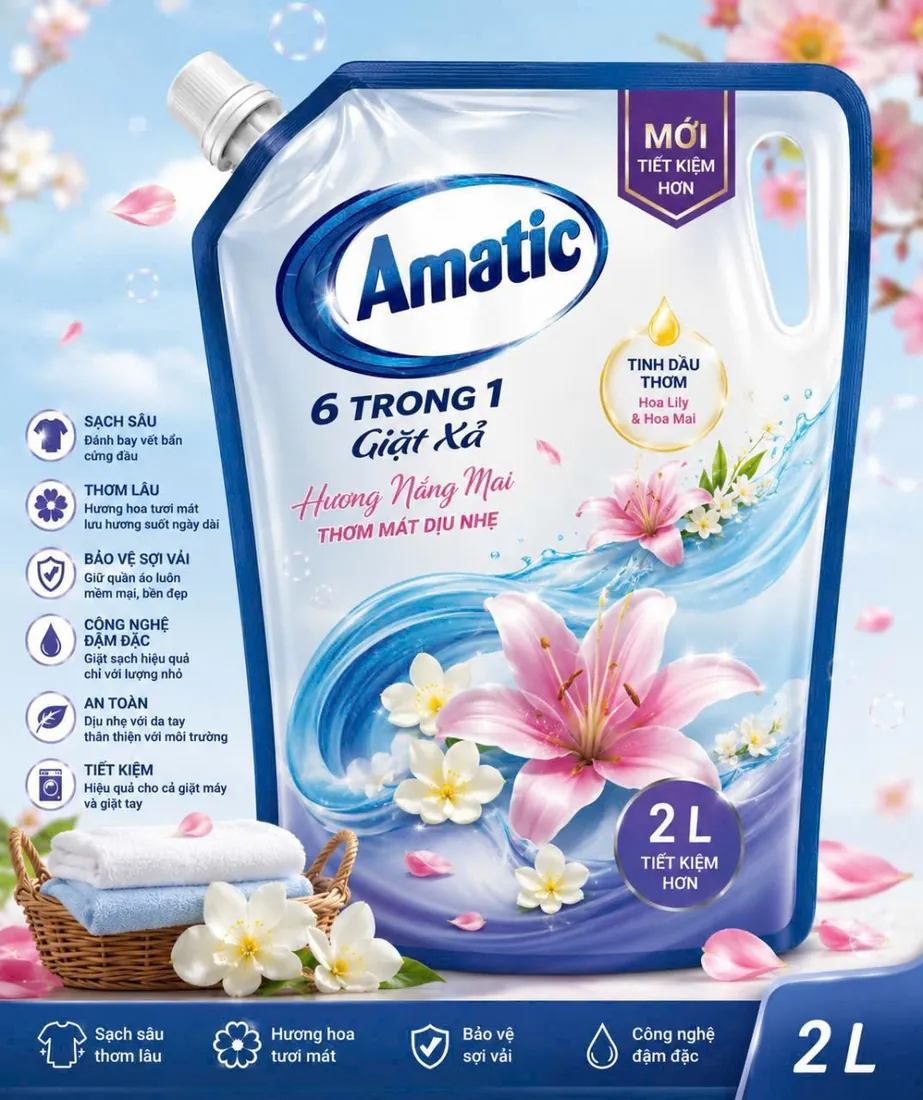 MỚI
TIẾT KIỆM
HƠN
Amatic
TINH DẦU
THƠM
Hoa Lily
& Hoa Mai
6 TRONG 1
Giặt Xả
Hương Nắng Mai
THƠM MÁT DỊU NHẸ
SẠCH SÂU
Đánh bay vết bẩn
cứng đầu
THƠM LÂU
Hương hoa tươi mát
lưu hương suốt ngày dài
BẢO VỆ SỢI VẢI
Giữ quần áo luôn
mềm mại, bền đẹp
CÔNG NGHỆ
ĐẬM ĐẶC
Giặt sạch hiệu quả
chỉ với lượng nhỏ
AN TOÀN
Dịu nhẹ với da tay
thân thiện với môi trường
TIẾT KIỆM
Hiệu quả cho cả giặt máy
và giặt tay
2 L
TIẾT KIỆM
HƠN
Sạch sâu
thơm lâu
Hương hoa
tươi mát
Bảo vệ
sợi vải
Công nghệ
đậm đặc
2 L